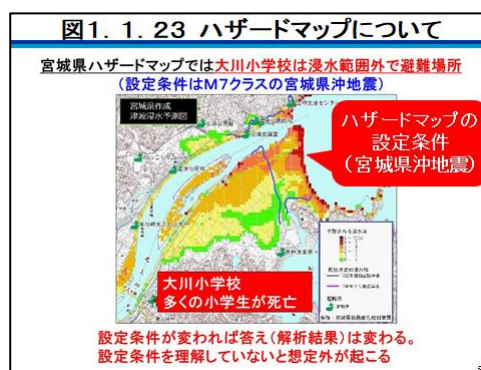 図1.1.23 ハザードマップについて
宮城県ハザードマップでは大川小学校は浸水範囲外で避難場所
(設定条件はM7クラスの宮城県沖地震)
宮城県作成
津波浸水予測図
ハザードマップの
設定条件
(宮城県沖地震)
大川小学校
多くの小学生が死亡
設定条件が変われば答え(解析結果)は変わる。
設定条件を理解していないと想定外が起こる